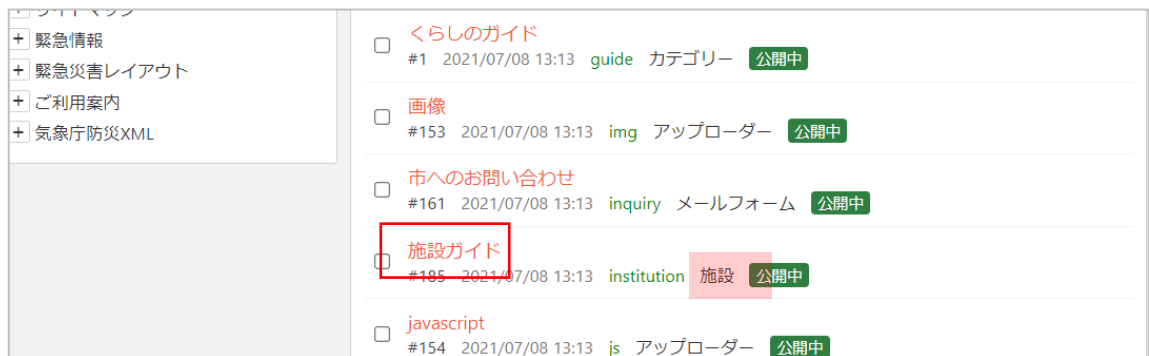 サイトマップ
緊急情報
緊急災害レイアウト
ご利用案内
気象庁防災XML
くらしのガイド
#1 2021/07/08 13:13 guide カテゴリー 公開中
画像
#153 2021/07/08 13:13 img アップローダー 公開中
市へのお問い合わせ
#161 2021/07/08 13:13 inquiry メールフォーム 公開中
施設ガイド
#185 2021/07/08 13:13 institution 施設 公開中
javascript
#154 2021/07/08 13:13 js アップローダー 公開中